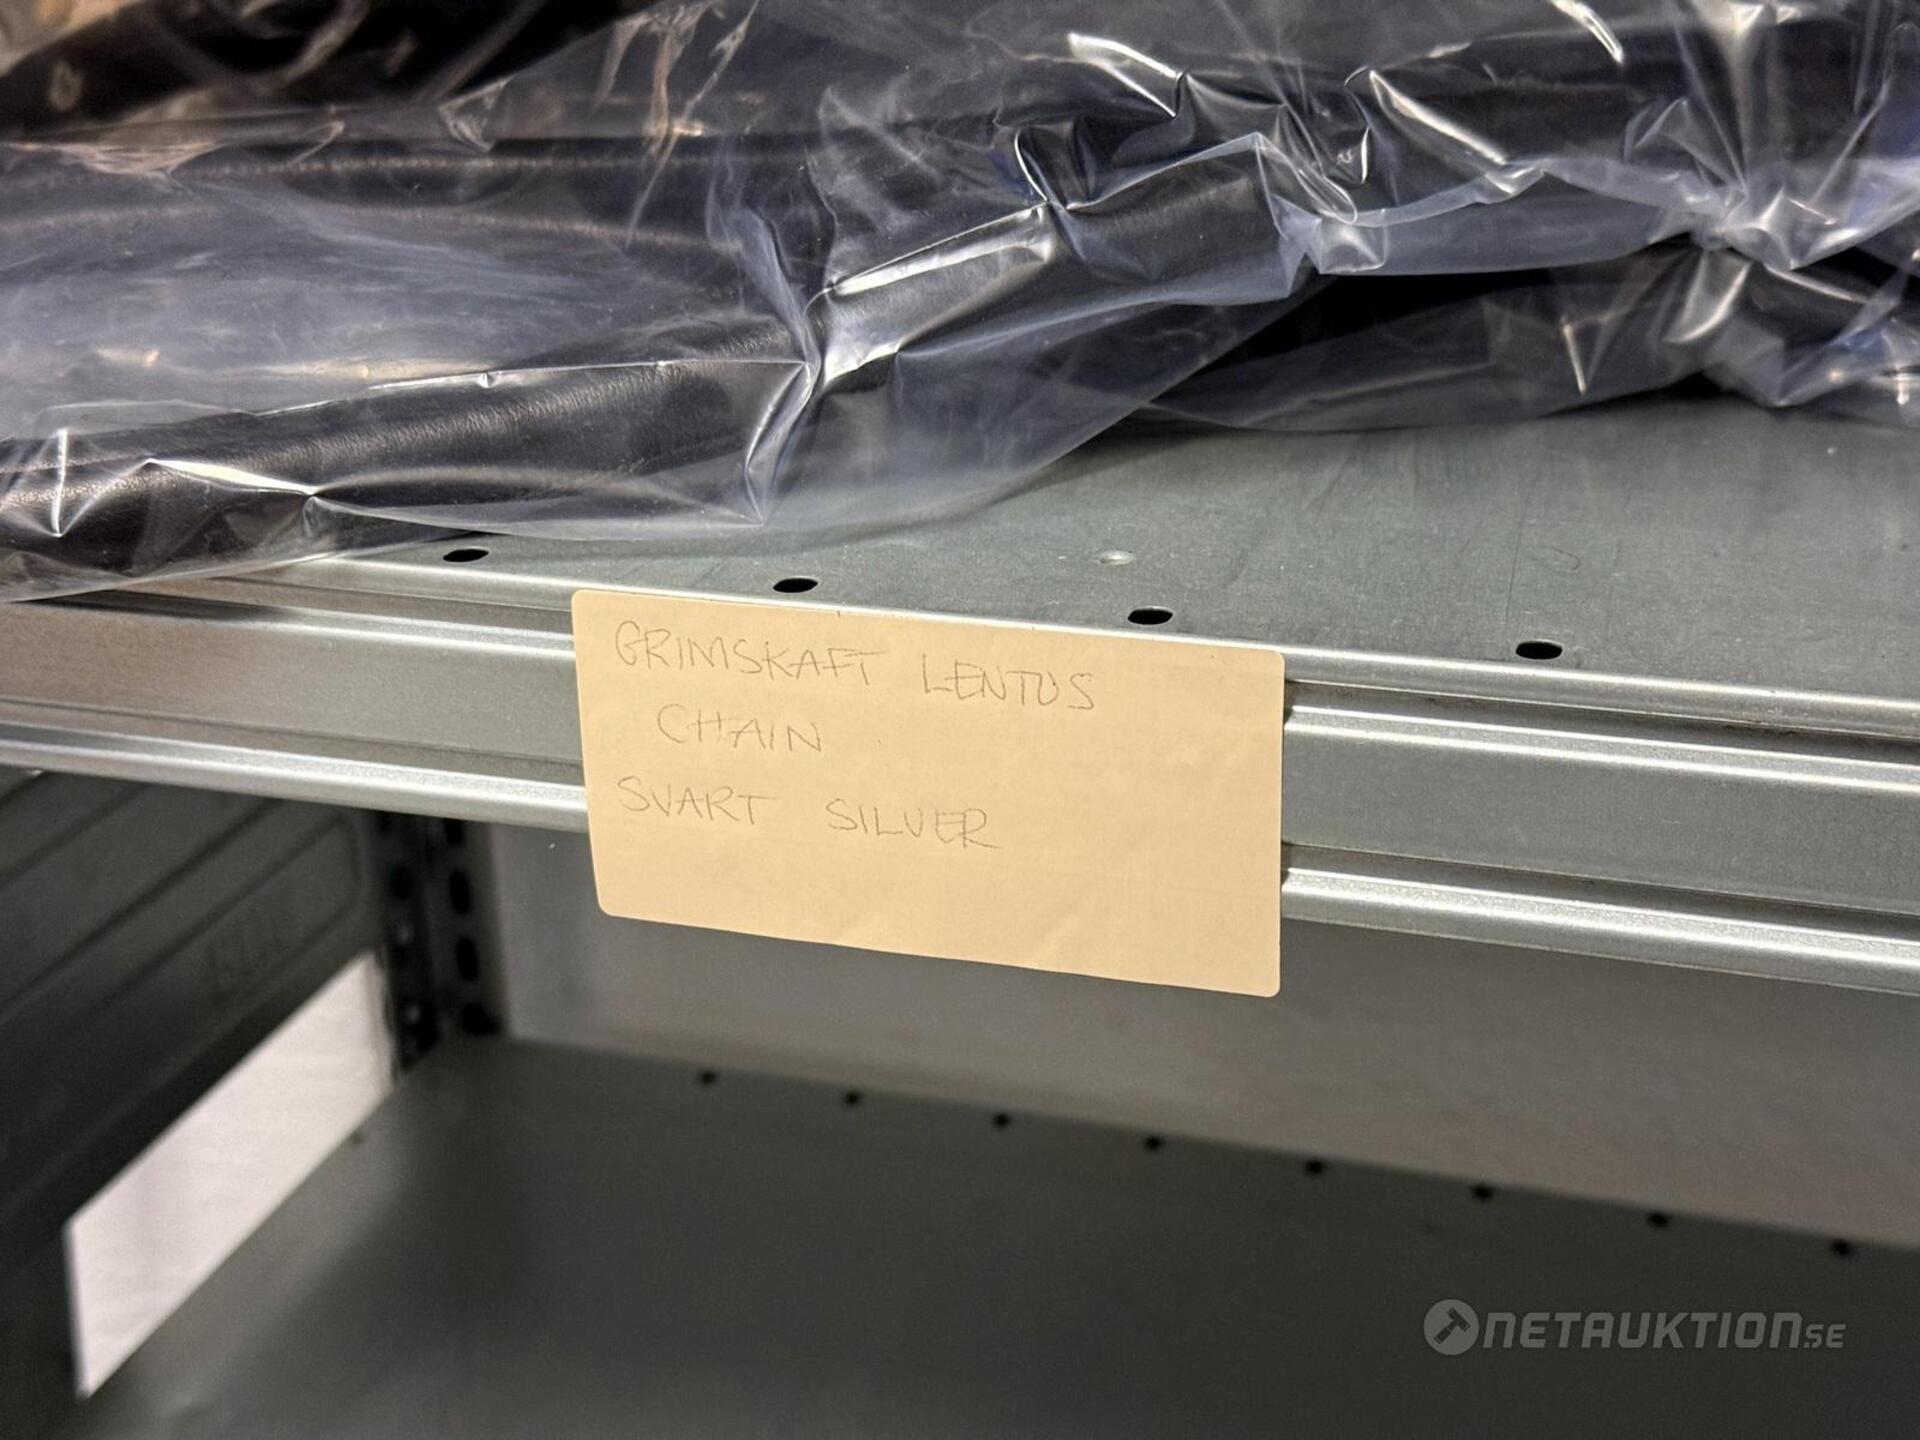 GRIMSKAFT LENTUS
CHAIN
SVART SILVER
NETAUKTION.SE